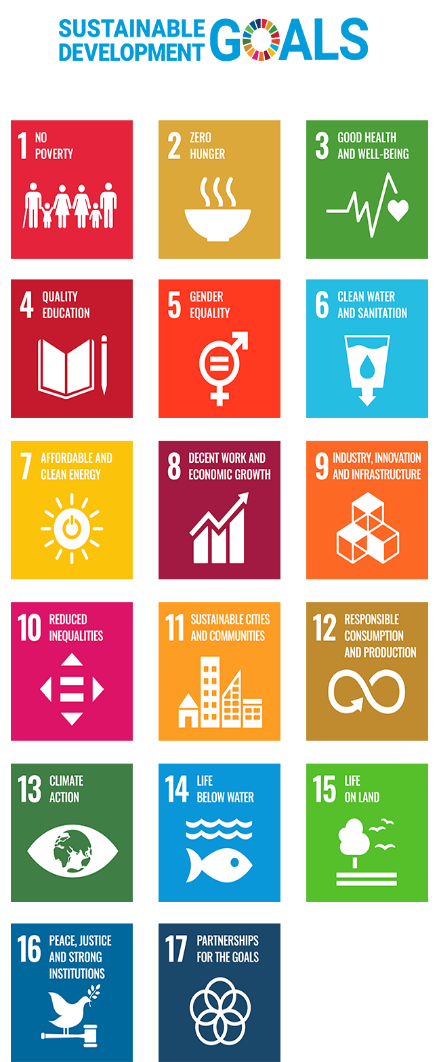 SUSTAINABLE
DEVELOPMENT
GOALS
1 NO
POVERTY
2 ZERO
HUNGER
3 GOOD HEALTH
AND WELL-BEING
4 QUALITY
EDUCATION
5 GENDER
EQUALITY
6 CLEAN WATER
AND SANITATION
7 AFFORDABLE AND
CLEAN ENERGY
8 DECENT WORK AND
ECONOMIC GROWTH
9 INDUSTRY, INNOVATION
AND INFRASTRUCTURE
10 REDUCED
INEQUALITIES
11 SUSTAINABLE CITIES
AND COMMUNITIES
12 RESPONSIBLE
CONSUMPTION
AND PRODUCTION
13 CLIMATE
ACTION
14 LIFE
BELOW WATER
15 LIFE
ON LAND
16 PEACE, JUSTICE
AND STRONG
INSTITUTIONS
17 PARTNERSHIPS
FOR THE GOALS